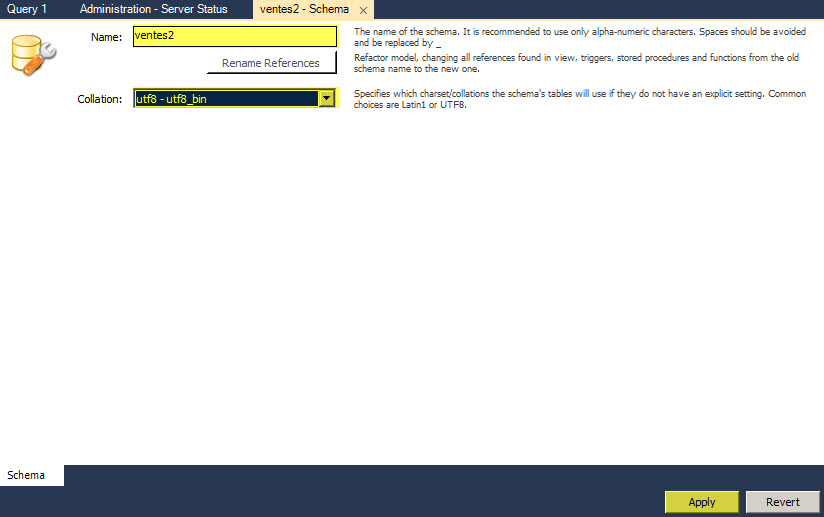 Query 1
Administration - Server Status
ventes2 - Schema
Name:
ventes2
The name of the schema. It is recommended to use only alpha-numeric characters. Spaces should be avoided
and be replaced by _
Rename References
Refactor model, changing all references found in view, triggers, stored procedures and functions from the old
schema name to the new one.
Collation:
utf8 - utf8_bin
Specifies which charset/collations the schema's tables will use if they do not have an explicit setting. Common
choices are Latin1 or UTF8.
Schema
Apply
Revert